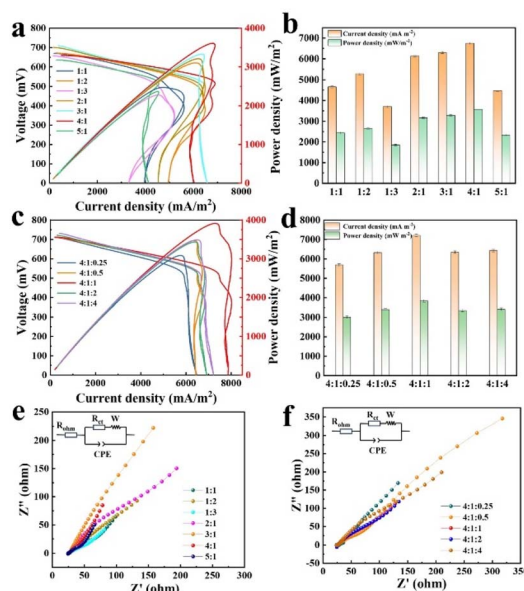 a
Voltage (mV)
800
700
600
500
400
300
200
100
0
1:1
1:2
1:3
2:1
3:1
4:1
5:1
4000
3500
3000
2500
2000
1500
1000
500
0
Power density (mW/m²)
0 2000 4000 6000 8000
Current density (mA/m²)
b
9000
8000
7000
6000
5000
4000
3000
2000
1000
0
Current density (mA m⁻²)
Power density (mW/m⁻²)
1:1 1:2 1:3 2:1 3:1 4:1 5:1
c
Voltage (mV)
800
700
600
500
400
300
200
100
0
4:1:0.25
4:1:0.5
4:1:1
4:1:2
4:1:4
4000
3000
2000
1000
0
Power density (mW/m²)
0 2000 4000 6000 8000
Current density (mA/m²)
d
9000
8000
7000
6000
5000
4000
3000
2000
1000
0
Current density (mA m⁻²)
Power density (mW m⁻²)
4:1:0.25 4:1:0.5 4:1:1 4:1:2 4:1:4
e
Z'' (ohm)
250
200
150
100
50
0
Rohm
Rct
W
CPE
1:1
1:2
1:3
2:1
3:1
4:1
5:1
0 50 100 150 200 250
Z' (ohm)
f
Z'' (ohm)
400
350
300
250
200
150
100
50
0
-50
Rohm
Rct
W
CPE
4:1:0.25
4:1:0.5
4:1:1
4:1:2
4:1:4
0 50 100 150 200 250 300 350
Z' (ohm)